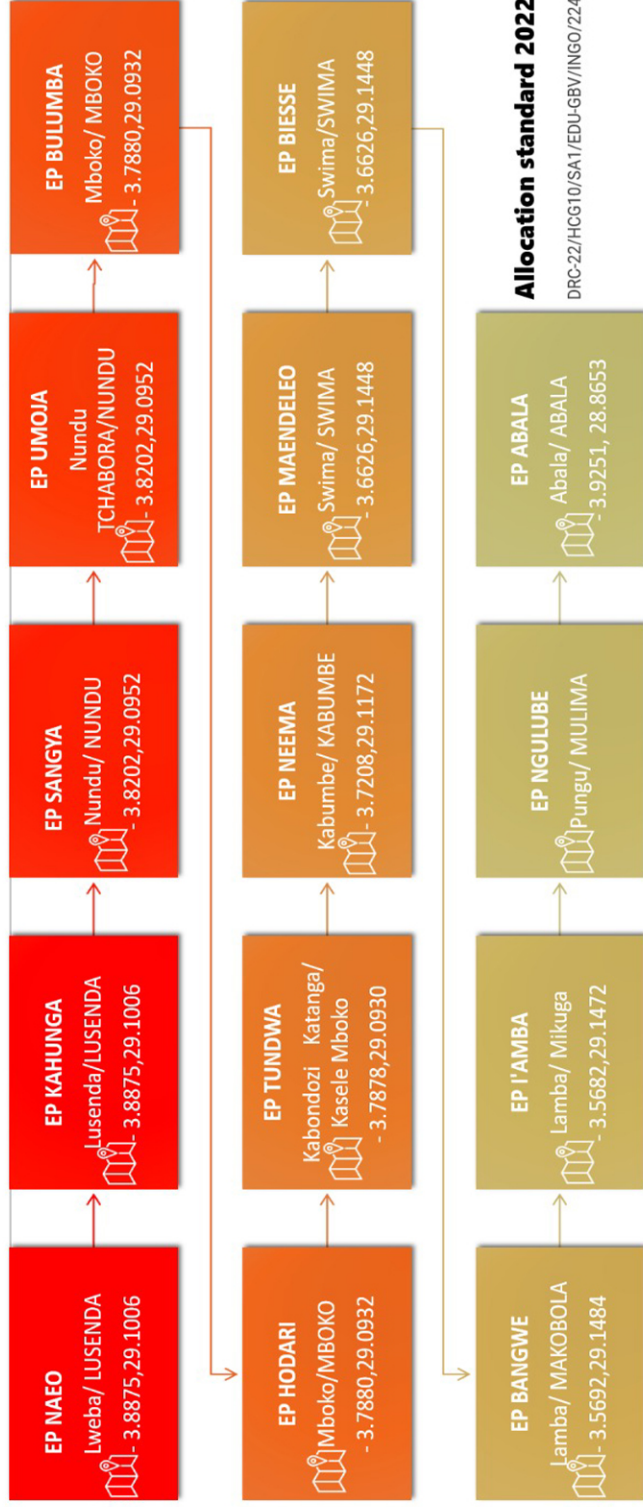 EP NAEO
Lweba/ LUSENDA
- 3.8875,29.1006
EP KAHUNGA
Lusenda/LUSENDA
- 3.8875,29.1006
EP SANGYA
Nundu/ NUNDU
- 3.8202,29.0952
EP UMOJA
Nundu
TCHABORA/NUNDU
- 3.8202,29.0952
EP BULUMBA
Mboko/ MBOKO
- 3.7880,29.0932
EP HODARI
Mboko/MBOKO
- 3.7880,29.0932
EP TUNDWA
Kabondozi Katanga/
Kasele Mboko
- 3.7878,29.0930
EP NEEMA
Kabumbe/ KABUMBE
- 3.7208,29.1172
EP MAENDELEO
Swima/ SWIMA
- 3.6626,29.1448
EP BIESSE
Swima/SWIMA
- 3.6626,29.1448
EP BANGWE
Lamba/ MAKOBOLA
- 3.5692,29.1484
EP I'AMBA
Lamba/ Mikuga
- 3.5682,29.1472
EP NGULUBE
Pungu/ MULIMA
EP ABALA
Abala/ ABALA
- 3.9251, 28.8653
Allocation standard 2022
DRC-22/HCG10/SA1/EDU-GBV/INGO/224